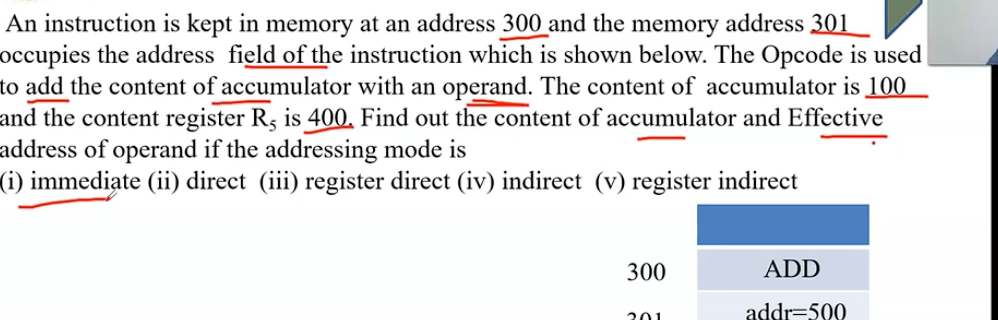 An instruction is kept in memory at an address 300 and the memory address 301
occupies the address field of the instruction which is shown below. The Opcode is used
to add the content of accumulator with an operand. The content of accumulator is 100
and the content register R₅ is 400. Find out the content of accumulator and Effective
address of operand if the addressing mode is
(i) immediate (ii) direct (iii) register direct (iv) indirect (v) register indirect
300 ADD
301 addr=500